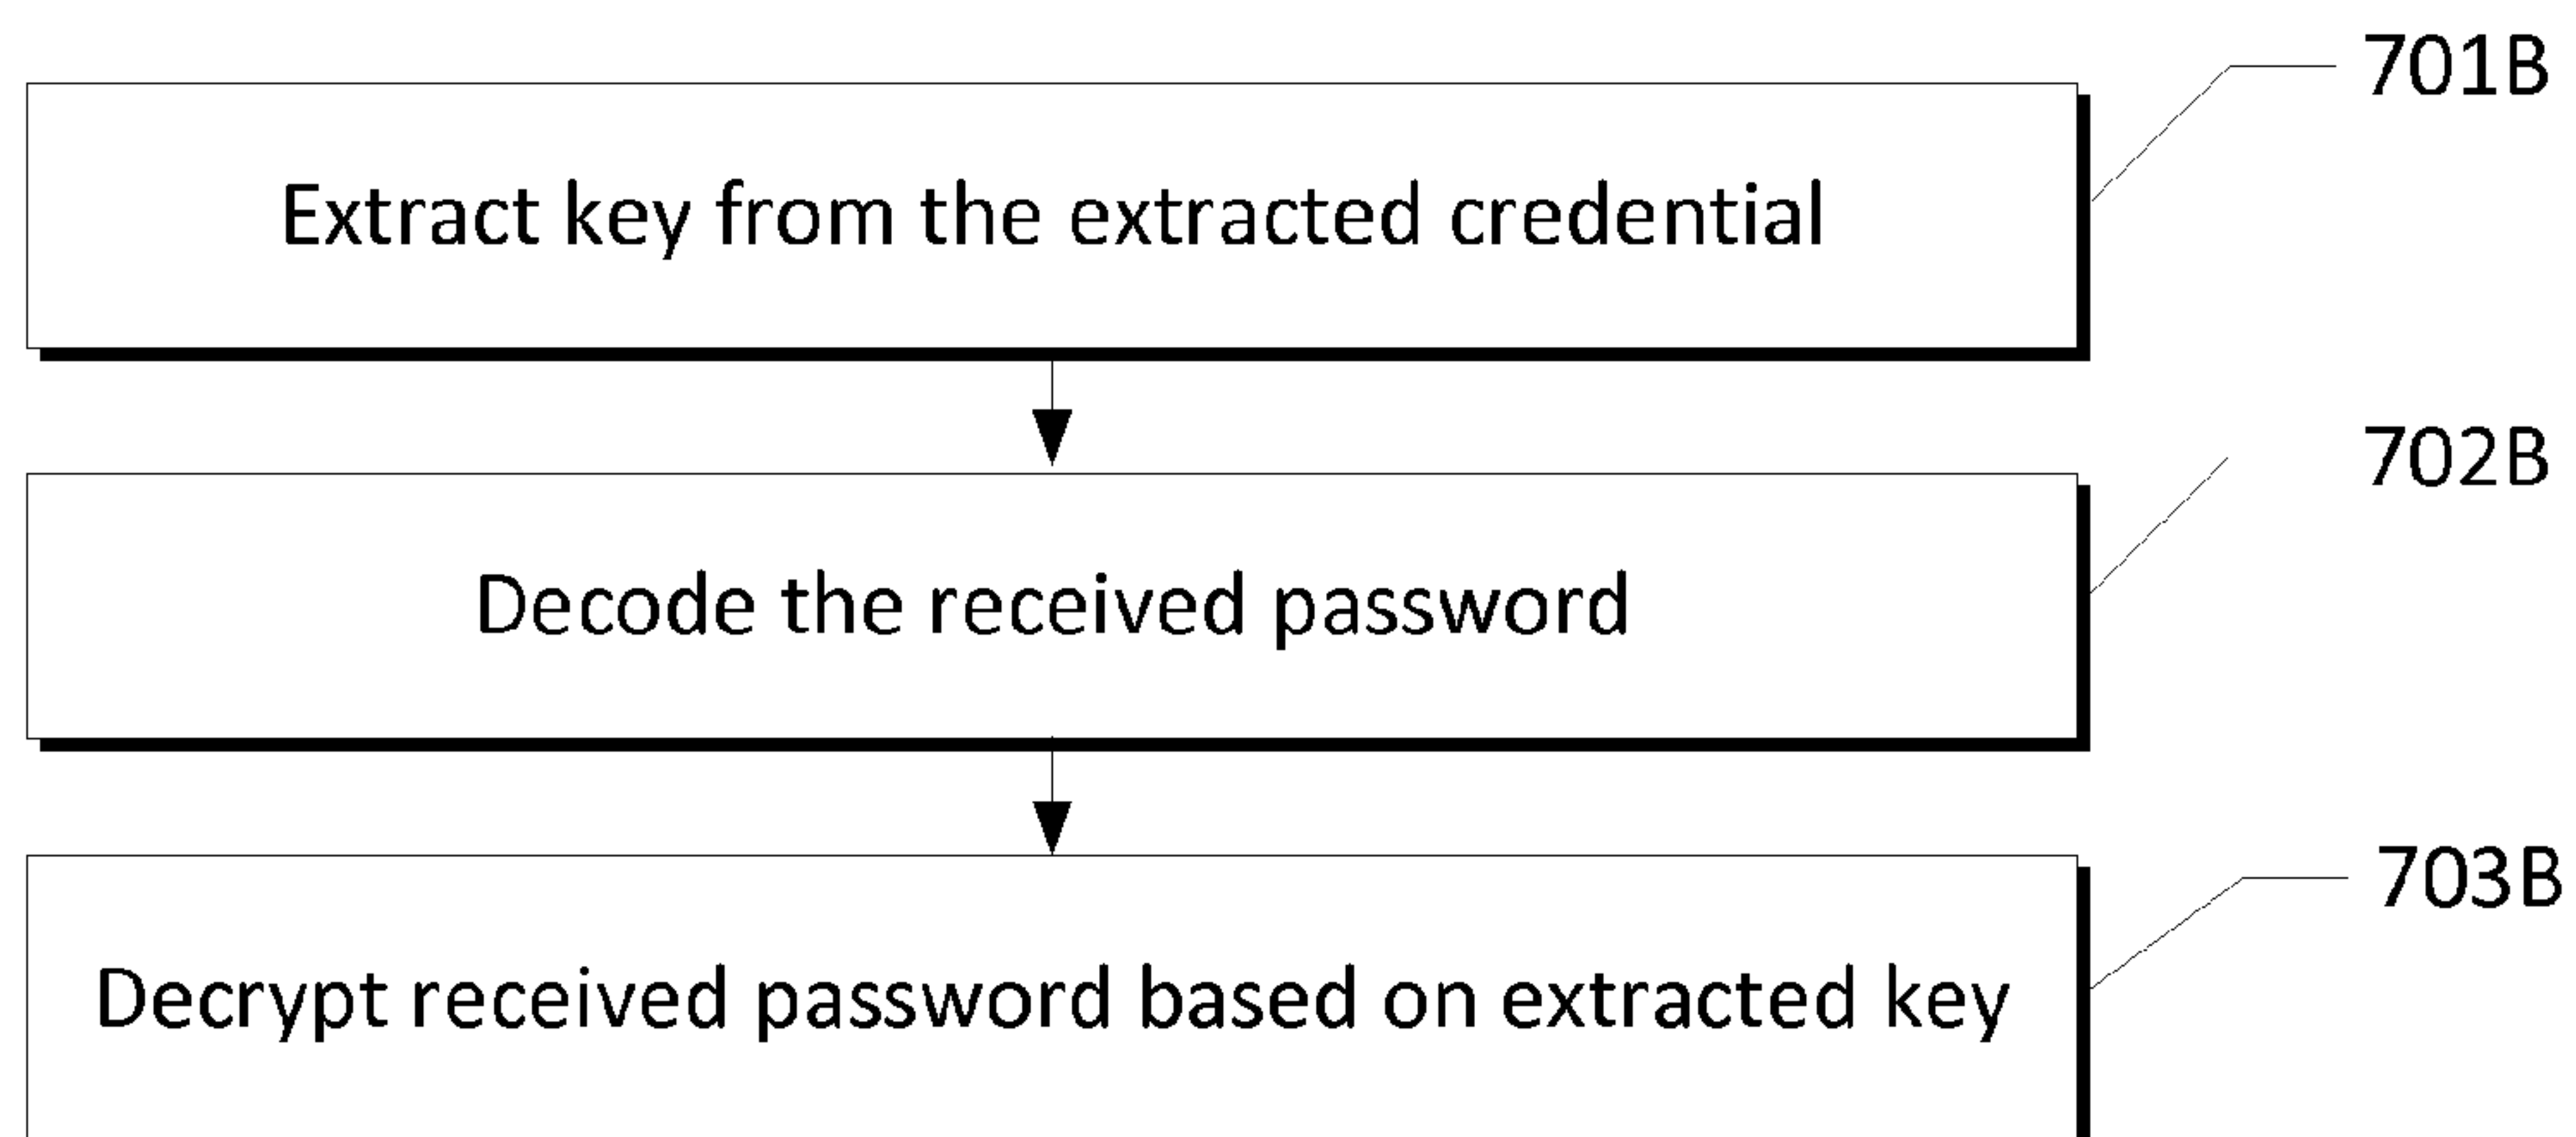 701B
Extract key from the extracted credential
702B
Decode the received password
703B
Decrypt received password based on extracted key